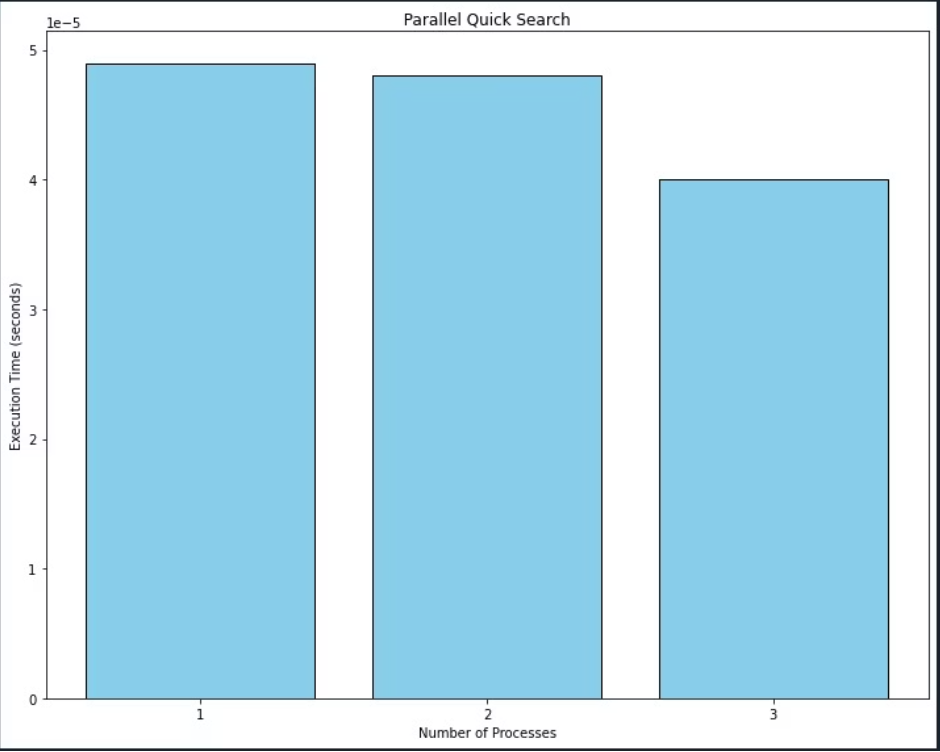 Parallel Quick Search
1e−5
5
4
3
2
1
0
Execution Time (seconds)
1 2 3
Number of Processes